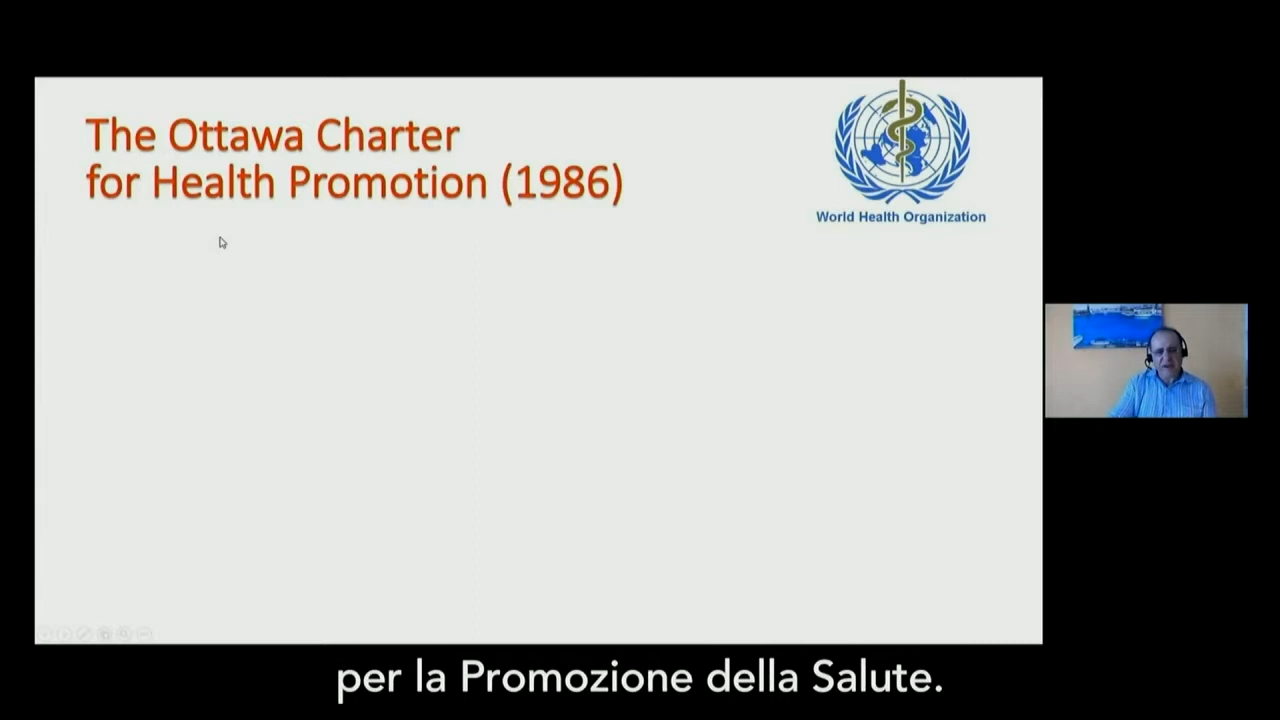 The Ottawa Charter
for Health Promotion (1986)
World Health Organization
per la Promozione della Salute.